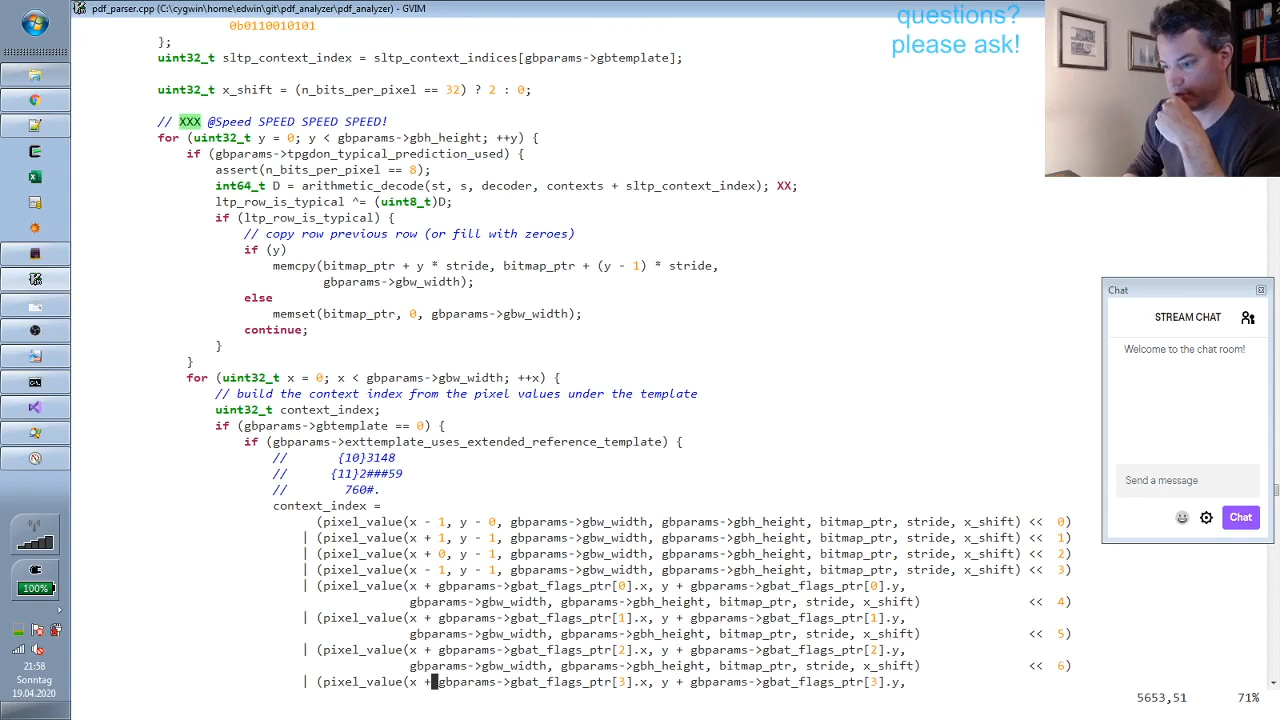 pdf_parser.cpp (C:\cygwin\home\edwin\git\pdf_analyzer\pdf_analyzer) - GVIM
questions?
please ask!
0b0110010101
};
uint32_t sltp_context_index = sltp_context_indices[gbparams->gbtemplate];
uint32_t x_shift = (n_bits_per_pixel == 32) ? 2 : 0;
// XXX @Speed SPEED SPEED SPEED!
for (uint32_t y = 0; y < gbparams->gbh_height; ++y) {
if (gbparams->tpgdon_typical_prediction_used) {
assert(n_bits_per_pixel == 8);
int64_t D = arithmetic_decode(st, s, decoder, contexts + sltp_context_index); XX;
ltp_row_is_typical ^= (uint8_t)D;
if (ltp_row_is_typical) {
// copy row previous row (or fill with zeroes)
if (y)
memcpy(bitmap_ptr + y * stride, bitmap_ptr + (y - 1) * stride,
gbparams->gbw_width);
else
memset(bitmap_ptr, 0, gbparams->gbw_width);
continue;
}
}
for (uint32_t x = 0; x < gbparams->gbw_width; ++x) {
// build the context index from the pixel values under the template
uint32_t context_index;
if (gbparams->gbtemplate == 0) {
if (gbparams->exttemplate_uses_extended_reference_template) {
// {10}3148
// {11}2###59
// 760#.
context_index =
(pixel_value(x - 1, y - 0, gbparams->gbw_width, gbparams->gbh_height, bitmap_ptr, stride, x_shift) << 0)
| (pixel_value(x + 1, y - 1, gbparams->gbw_width, gbparams->gbh_height, bitmap_ptr, stride, x_shift) << 1)
| (pixel_value(x + 0, y - 1, gbparams->gbw_width, gbparams->gbh_height, bitmap_ptr, stride, x_shift) << 2)
| (pixel_value(x - 1, y - 1, gbparams->gbw_width, gbparams->gbh_height, bitmap_ptr, stride, x_shift) << 3)
| (pixel_value(x + gbparams->gbat_flags_ptr[0].x, y + gbparams->gbat_flags_ptr[0].y,
gbparams->gbw_width, gbparams->gbh_height, bitmap_ptr, stride, x_shift) << 4)
| (pixel_value(x + gbparams->gbat_flags_ptr[1].x, y + gbparams->gbat_flags_ptr[1].y,
gbparams->gbw_width, gbparams->gbh_height, bitmap_ptr, stride, x_shift) << 5)
| (pixel_value(x + gbparams->gbat_flags_ptr[2].x, y + gbparams->gbat_flags_ptr[2].y,
gbparams->gbw_width, gbparams->gbh_height, bitmap_ptr, stride, x_shift) << 6)
| (pixel_value(x + gbparams->gbat_flags_ptr[3].x, y + gbparams->gbat_flags_ptr[3].y,
5653,51 71%
Chat
STREAM CHAT
Welcome to the chat room!
Send a message
Chat
100%
21:58
Sonntag
19.04.2020